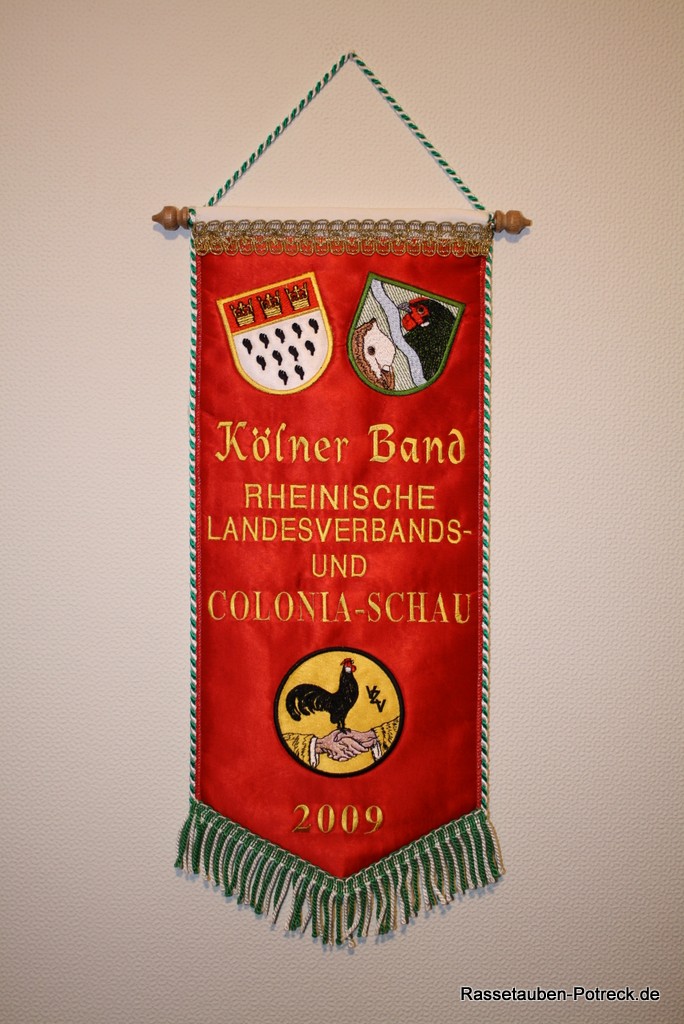 Kölner Band
RHEINISCHE
LANDESVERBANDS-
UND
COLONIA-SCHAU
2009
Rassetauben-Potreck.de